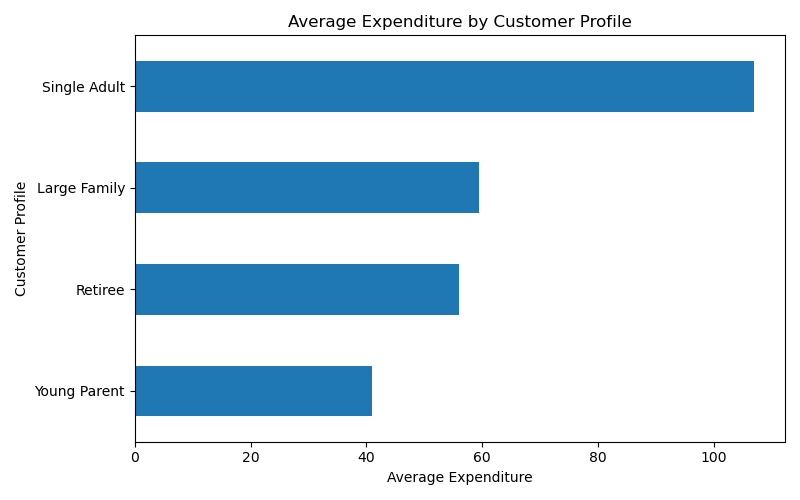 Average Expenditure by Customer Profile
Customer Profile
Single Adult
Large Family
Retiree
Young Parent
0 20 40 60 80 100
Average Expenditure